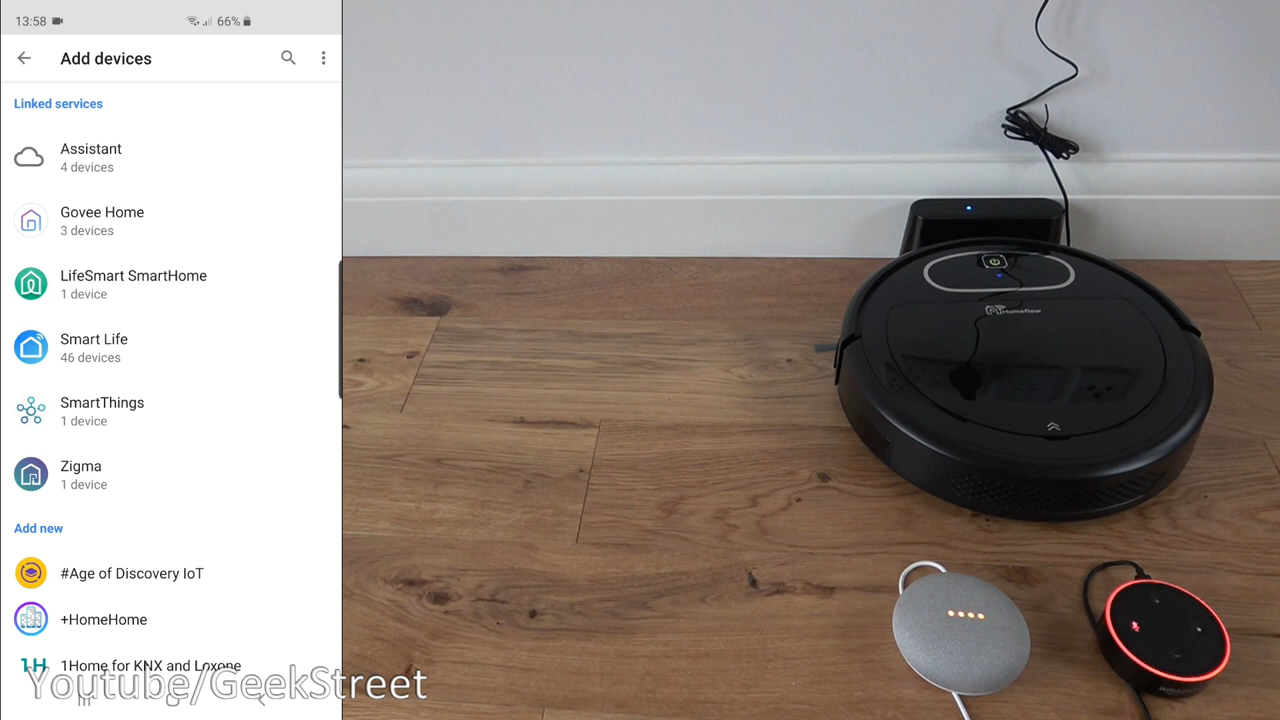 13:58
66%
Add devices
Linked services
Assistant
4 devices
Govee Home
3 devices
LifeSmart SmartHome
1 device
Smart Life
46 devices
SmartThings
1 device
Zigma
1 device
Add new
#Age of Discovery IoT
+HomeHome
1H 1Home for KNX and Loxone
Youtube/GeekStreet
Homeflow